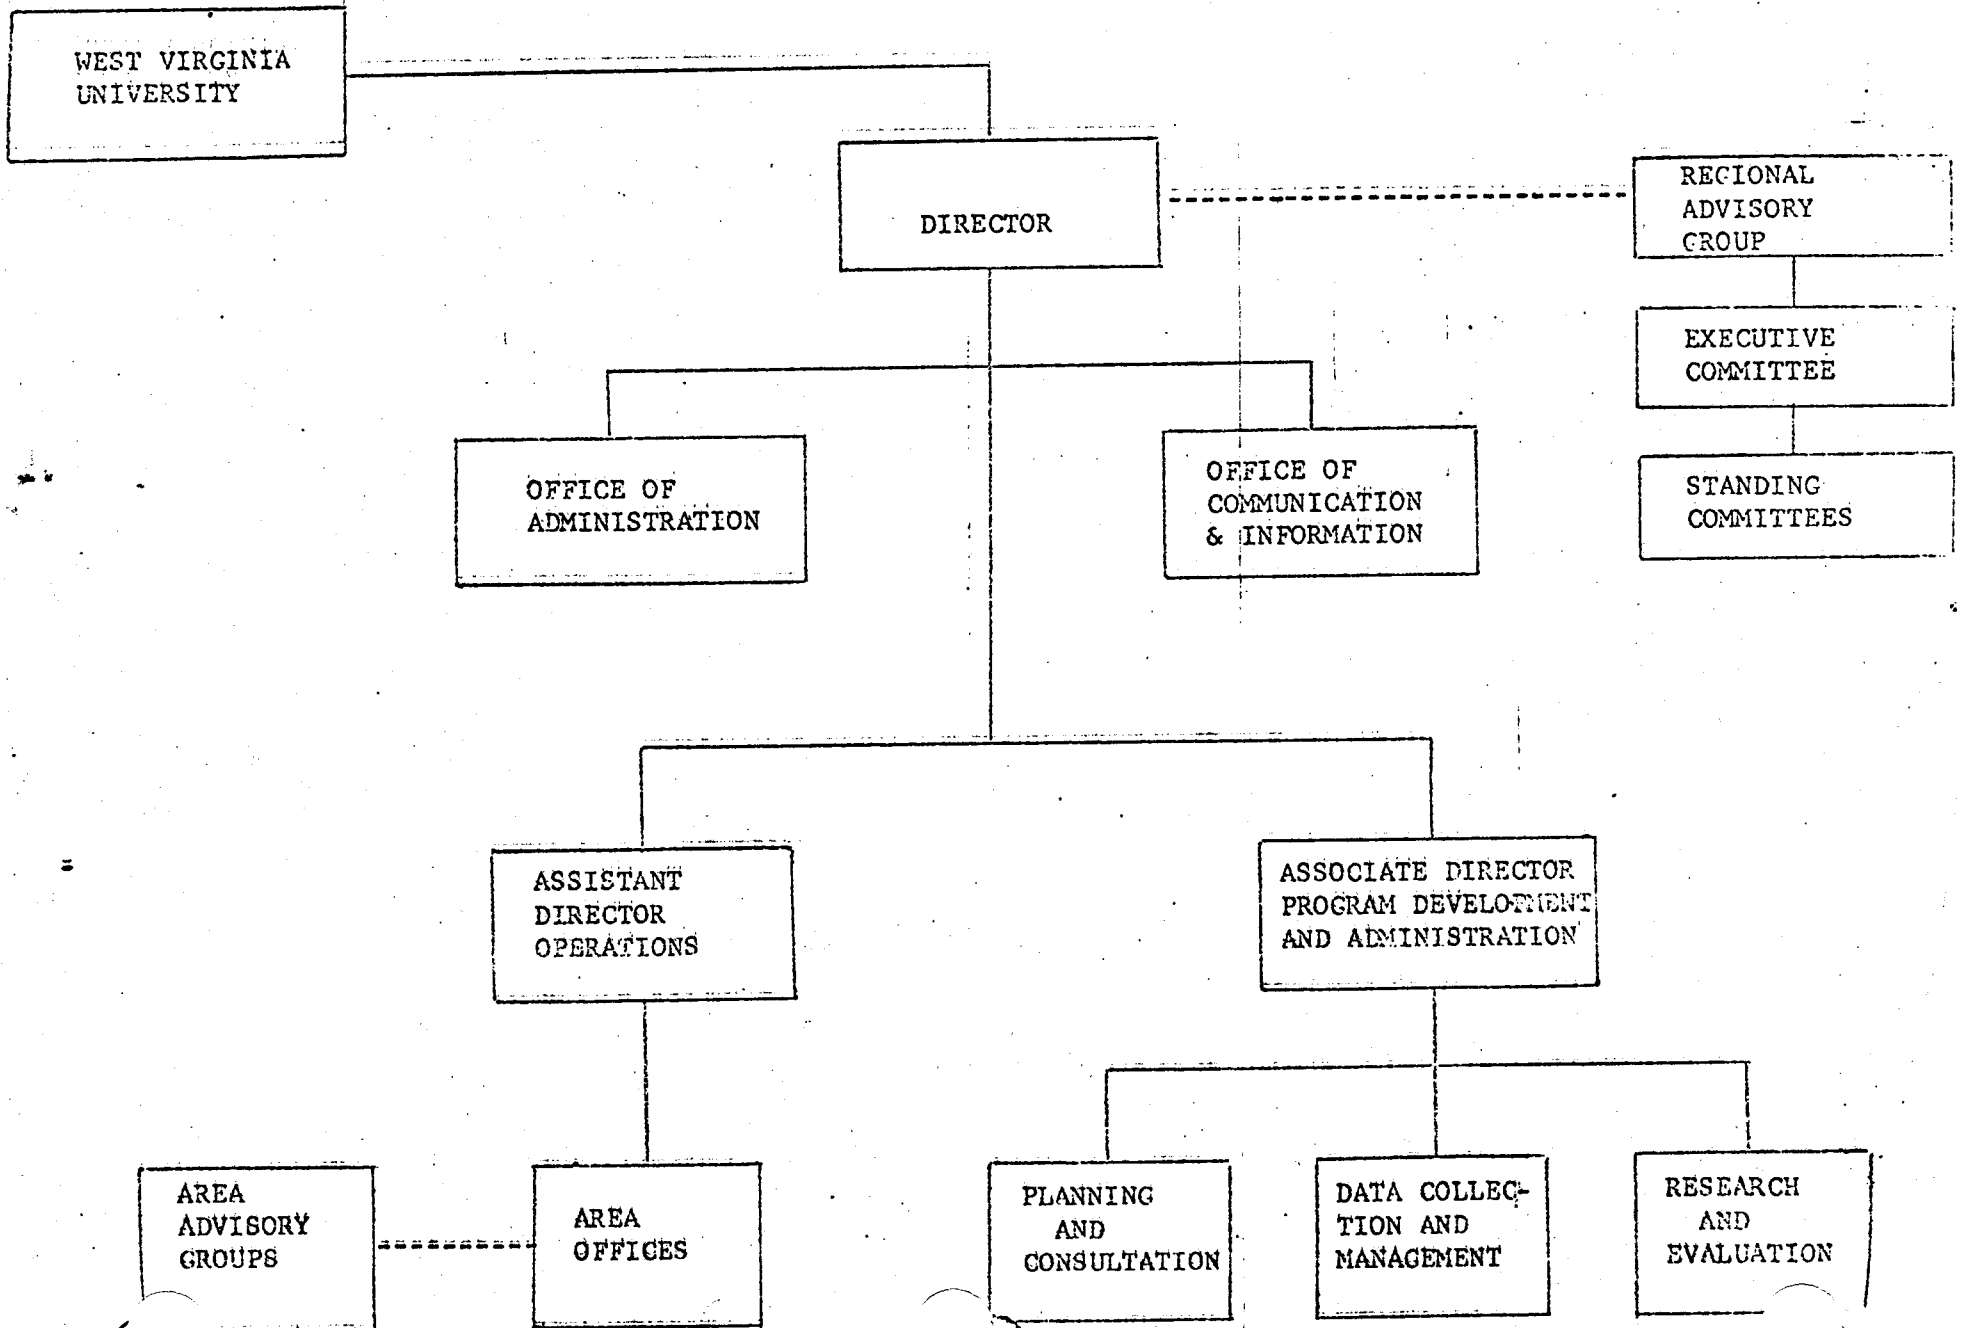 WEST VIRGINIA
UNIVERSITY
DIRECTOR
REGIONAL
ADVISORY
GROUP
EXECUTIVE
COMMITTEE
STANDING
COMMITTEES
OFFICE OF
ADMINISTRATION
OFFICE OF
COMMUNICATION
& INFORMATION
ASSISTANT
DIRECTOR
OPERATIONS
ASSOCIATE DIRECTOR
PROGRAM DEVELOPMENT
AND ADMINISTRATION
AREA
ADVISORY
GROUPS
AREA
OFFICES
PLANNING
AND
CONSULTATION
DATA COLLEC-
TION AND
MANAGEMENT
RESEARCH
AND
EVALUATION